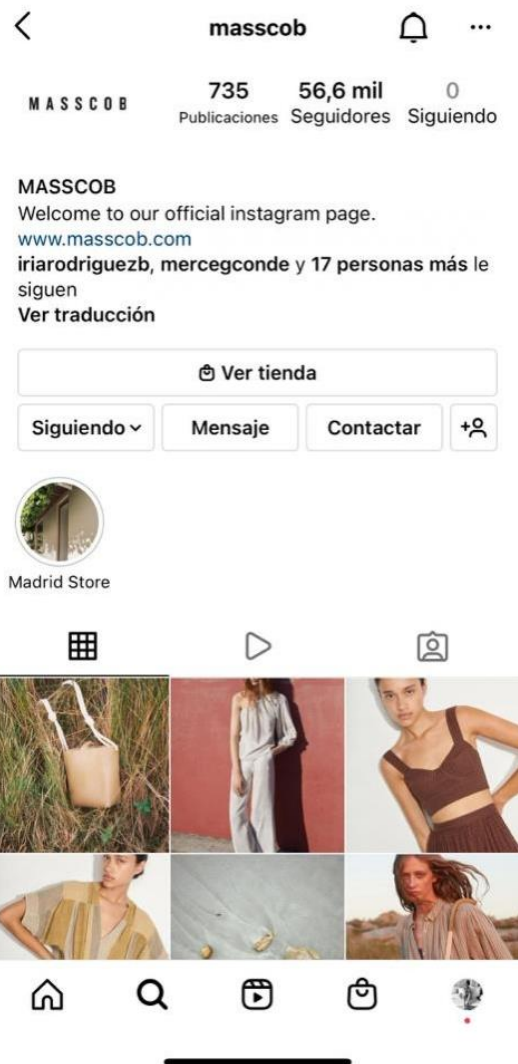 masscob
MASSCOB
735
56,6 mil
0
Publicaciones
Seguidores
Siguiendo
MASSCOB
Welcome to our official instagram page.
www.masscob.com
iriarodriguezb, mercegconde y 17 personas más le
siguen
Ver traducción
Ver tienda
Siguiendo
Mensaje
Contactar
Madrid Store